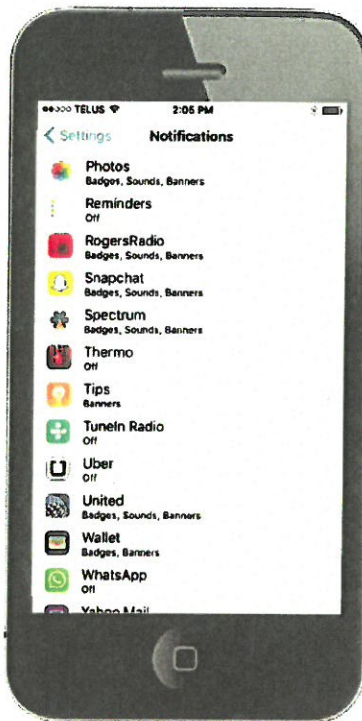 TELUS 2:05 PM
Settings Notifications
Photos
Badges, Sounds, Banners
Reminders
Off
RogersRadio
Badges, Sounds, Banners
Snapchat
Badges, Sounds, Banners
Spectrum
Badges, Sounds, Banners
Thermo
Off
Tips
Banners
TuneIn Radio
Off
Uber
Off
United
Badges, Sounds, Banners
Wallet
Badges, Banners
WhatsApp
Off
Yahoo Mail